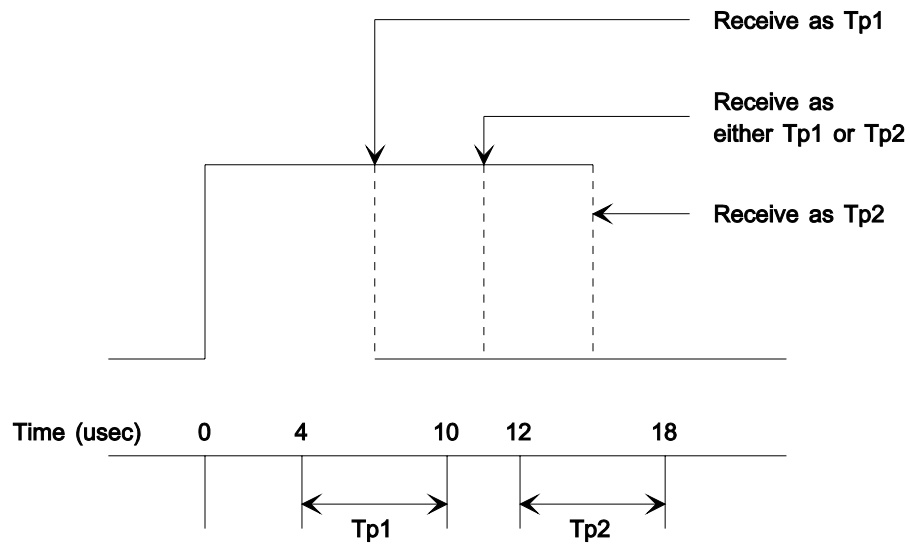 Receive as Tp1
Receive as
either Tp1 or Tp2
Receive as Tp2
Time (usec) 0 4 10 12 18
Tp1 Tp2